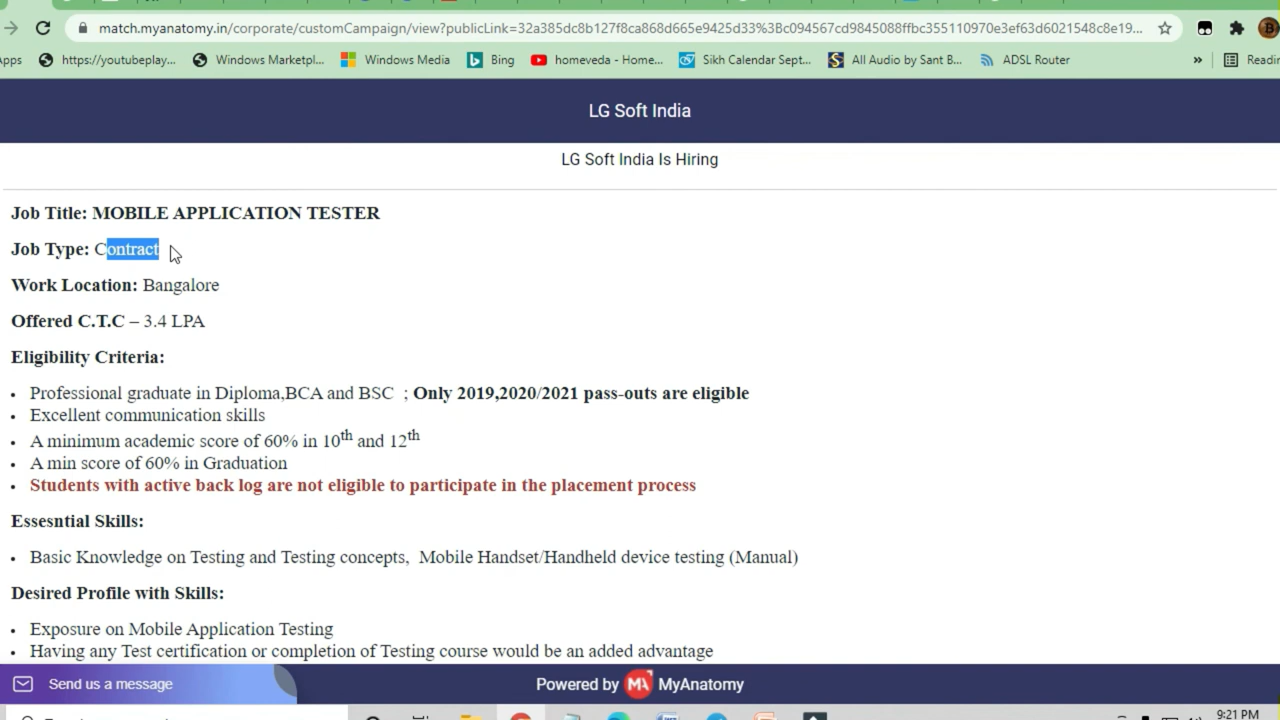 match.myanatomy.in/corporate/customCampaign/view?publicLink=32a385dc8b127f8ca868d665e9425d33%3Bc094567cd9845088ffbc355110970e3ef63d6021548c8e19...
https://youtubeplay... Windows Marketpl... Windows Media Bing homeveda - Home... Sikh Calendar Sept... All Audio by Sant B... ADSL Router »
LG Soft India
LG Soft India Is Hiring
Job Title: MOBILE APPLICATION TESTER
Job Type: Contract
Work Location: Bangalore
Offered C.T.C – 3.4 LPA
Eligibility Criteria:
• Professional graduate in Diploma,BCA and BSC ; Only 2019,2020/2021 pass-outs are eligible
• Excellent communication skills
• A minimum academic score of 60% in 10th and 12th
• A min score of 60% in Graduation
• Students with active back log are not eligible to participate in the placement process
Essesntial Skills:
• Basic Knowledge on Testing and Testing concepts, Mobile Handset/Handheld device testing (Manual)
Desired Profile with Skills:
• Exposure on Mobile Application Testing
• Having any Test certification or completion of Testing course would be an added advantage
Send us a message
Powered by MA MyAnatomy
9:21 PM